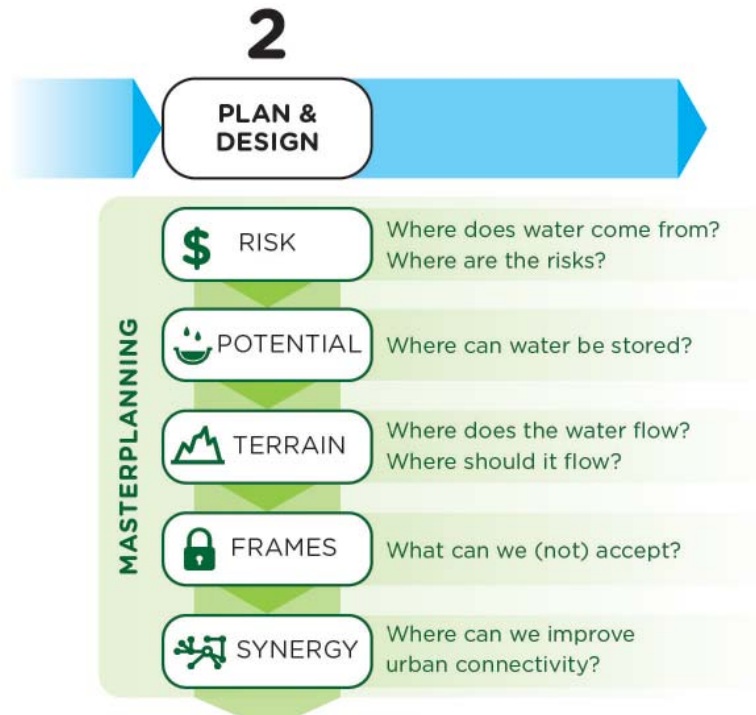 2
PLAN &
DESIGN
MASTERPLANNING
$ RISK
Where does water come from?
Where are the risks?
POTENTIAL
Where can water be stored?
TERRAIN
Where does the water flow?
Where should it flow?
FRAMES
What can we (not) accept?
SYNERGY
Where can we improve
urban connectivity?